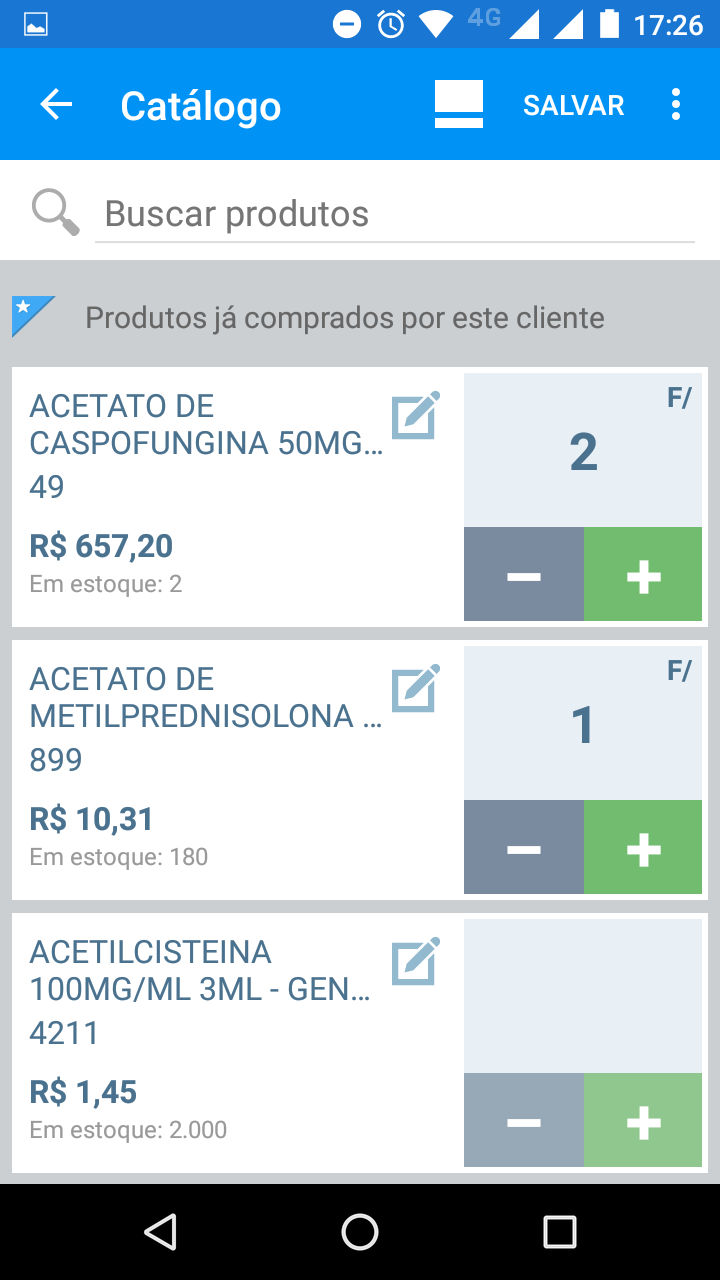 4G 17:26
Catálogo SALVAR
Buscar produtos
Produtos já comprados por este cliente
ACETATO DE
CASPOFUNGINA 50MG...
49
R$ 657,20
Em estoque: 2
F/
2
ACETATO DE
METILPREDNISOLONA ...
899
R$ 10,31
Em estoque: 180
F/
1
ACETILCISTEINA
100MG/ML 3ML - GEN...
4211
R$ 1,45
Em estoque: 2.000